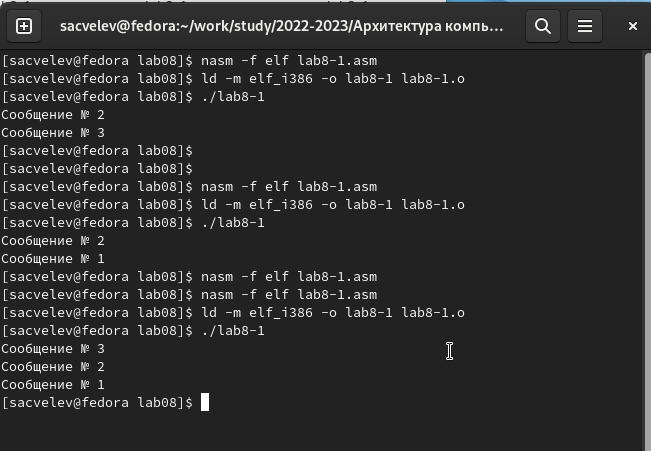 sacvelev@fedora:~/work/study/2022-2023/Архитектура компь...
[sacvelev@fedora lab08]$ nasm -f elf lab8-1.asm
[sacvelev@fedora lab08]$ ld -m elf_i386 -o lab8-1 lab8-1.o
[sacvelev@fedora lab08]$ ./lab8-1
Сообщение № 2
Сообщение № 3
[sacvelev@fedora lab08]$
[sacvelev@fedora lab08]$
[sacvelev@fedora lab08]$ nasm -f elf lab8-1.asm
[sacvelev@fedora lab08]$ ld -m elf_i386 -o lab8-1 lab8-1.o
[sacvelev@fedora lab08]$ ./lab8-1
Сообщение № 2
Сообщение № 1
[sacvelev@fedora lab08]$ nasm -f elf lab8-1.asm
[sacvelev@fedora lab08]$ nasm -f elf lab8-1.asm
[sacvelev@fedora lab08]$ ld -m elf_i386 -o lab8-1 lab8-1.o
[sacvelev@fedora lab08]$ ./lab8-1
Сообщение № 3
Сообщение № 2
Сообщение № 1
[sacvelev@fedora lab08]$